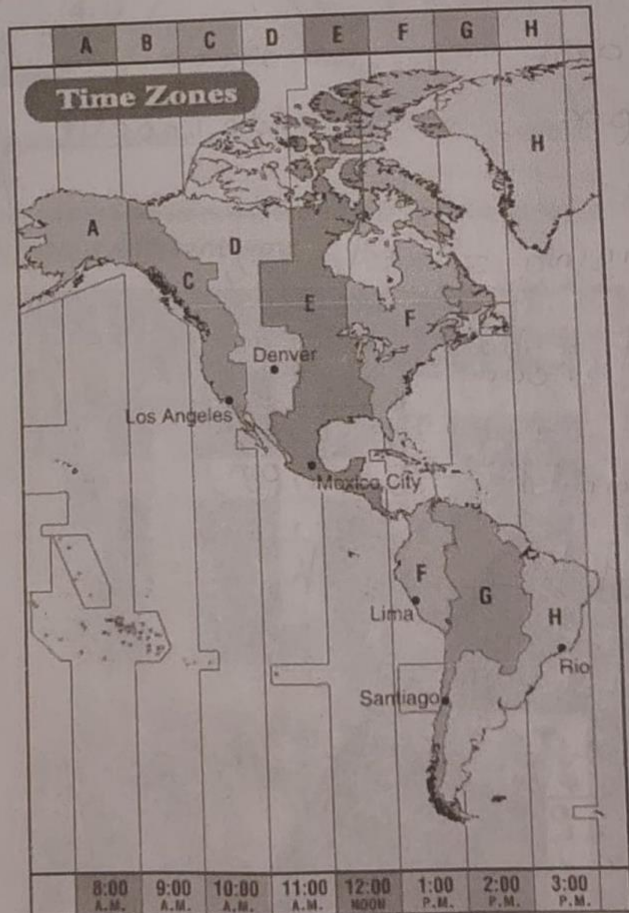 A B C D E F G H
Time Zones
H
A
D
C
E
F
Denver
Los Angeles
Mexico City
F
G
Lima
H
Rio
Santiago
8:00 9:00 10:00 11:00 12:00 1:00 2:00 3:00
A.M. A.M. A.M. A.M. NOON P.M. P.M. P.M.